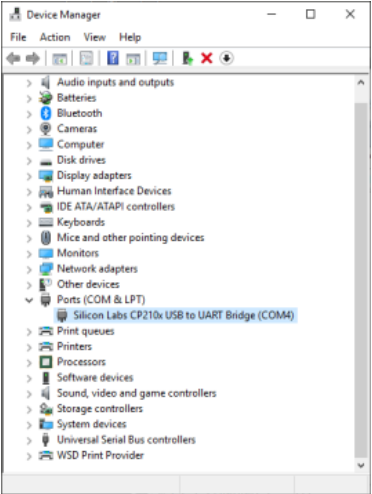 Device Manager
File Action View Help
Audio inputs and outputs
Batteries
Bluetooth
Cameras
Computer
Disk drives
Display adapters
Human Interface Devices
IDE ATA/ATAPI controllers
Keyboards
Mice and other pointing devices
Monitors
Network adapters
Other devices
Ports (COM & LPT)
Silicon Labs CP210x USB to UART Bridge (COM4)
Print queues
Printers
Processors
Software devices
Sound, video and game controllers
Storage controllers
System devices
Universal Serial Bus controllers
WSD Print Provider